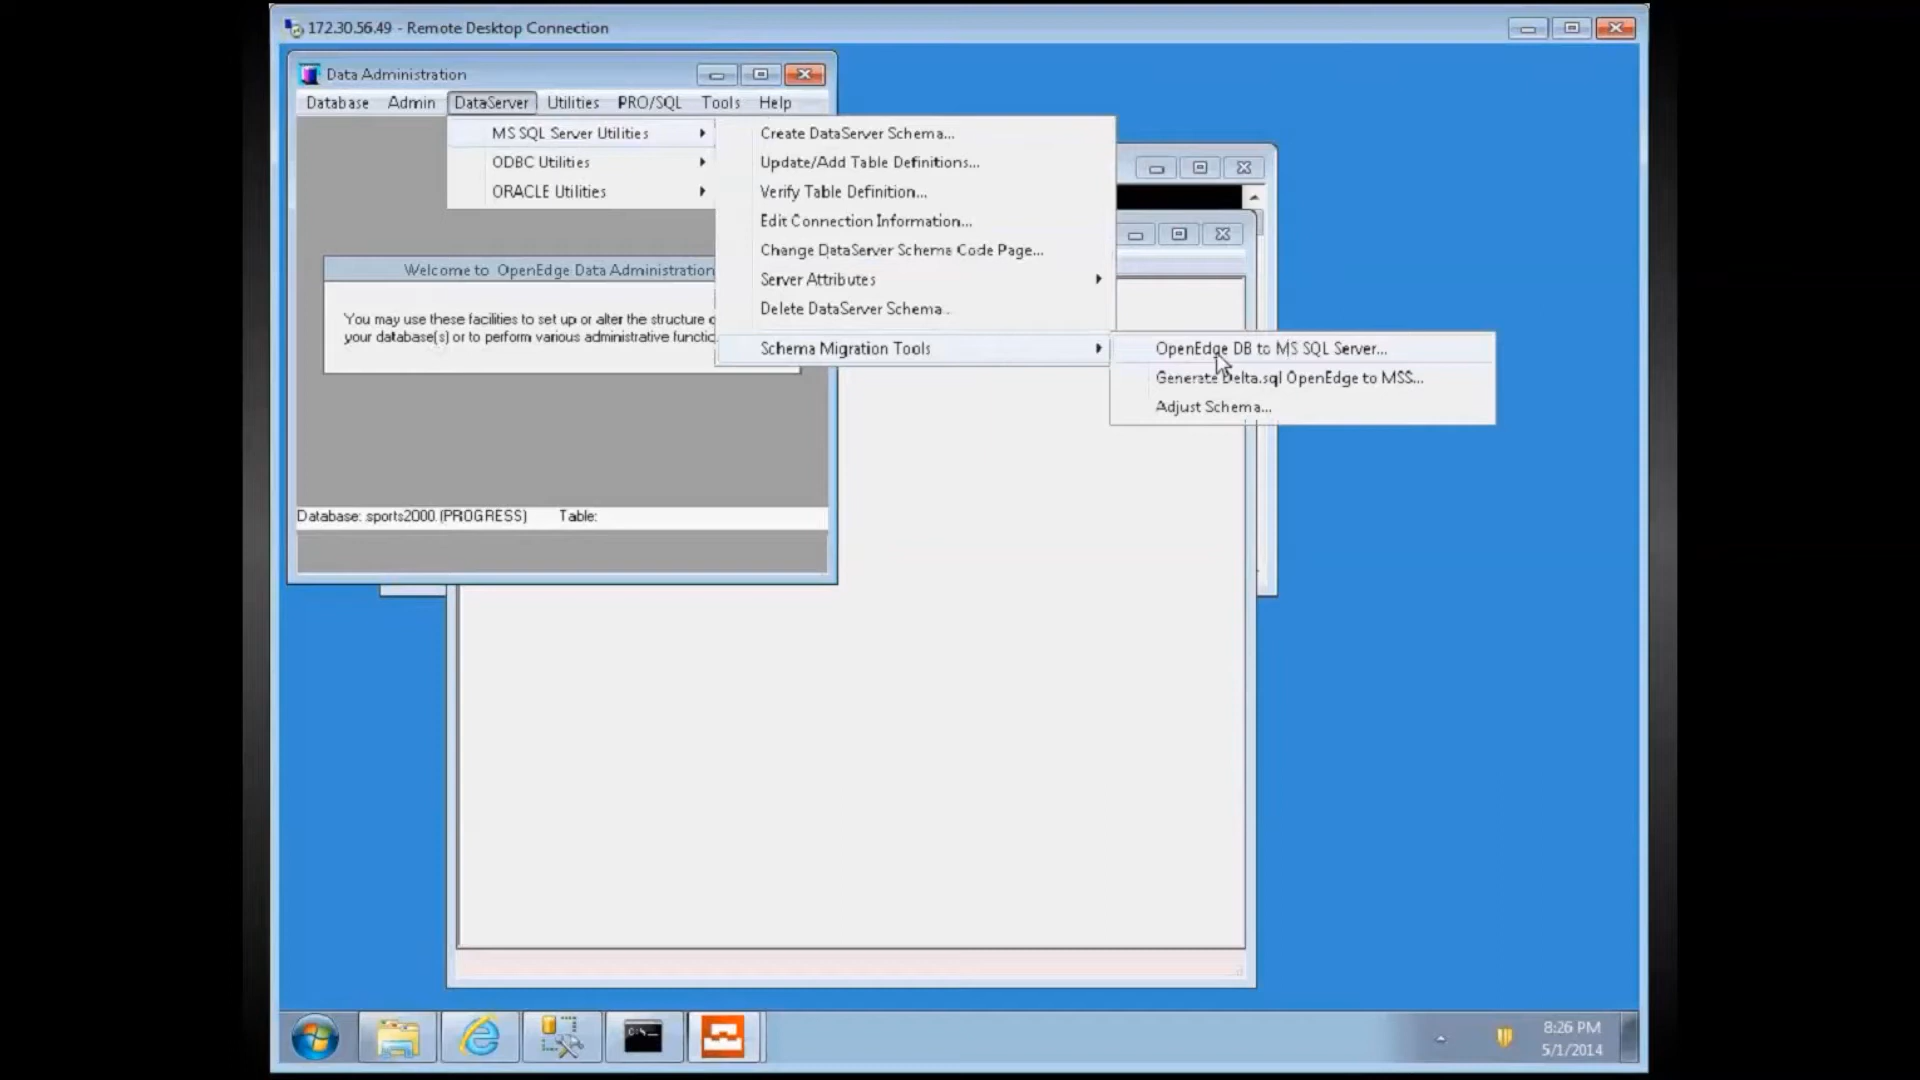 172.30.56.49 - Remote Desktop Connection
Data Administration
Database Admin DataServer Utilities PRO/SQL Tools Help
MS SQL Server Utilities
ODBC Utilities
ORACLE Utilities
Create DataServer Schema...
Update/Add Table Definitions...
Verify Table Definition...
Edit Connection Information...
Change DataServer Schema Code Page...
Server Attributes
Delete DataServer Schema...
Schema Migration Tools
OpenEdge DB to MS SQL Server...
Generate Delta.sql OpenEdge to MSS...
Adjust Schema...
Welcome to OpenEdge Data Administration
You may use these facilities to set up or alter the structure
your database(s) or to perform various administrative
Database: sports2000 (PROGRESS) Table:
8:26 PM
5/1/2014